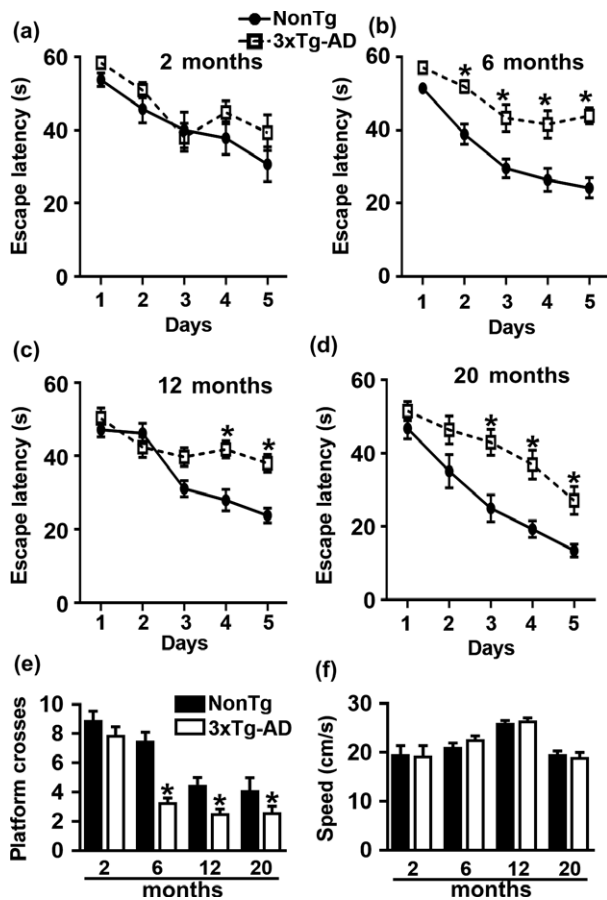 NonTg
3xTg-AD
(a)
2 months
Escape latency (s)
60
40
20
0
1 2 3 4 5
Days
(b)
6 months
Escape latency (s)
60
40
20
0
* * * *
1 2 3 4 5
Days
(c)
12 months
Escape latency (s)
60
40
20
0
* *
1 2 3 4 5
Days
(d)
20 months
Escape latency (s)
60
40
20
0
* * *
1 2 3 4 5
Days
(e)
NonTg
3xTg-AD
Platform crosses
10
8
6
4
2
0
* * *
2 6 12 20
months
(f)
Speed (cm/s)
30
20
10
0
2 6 12 20
months